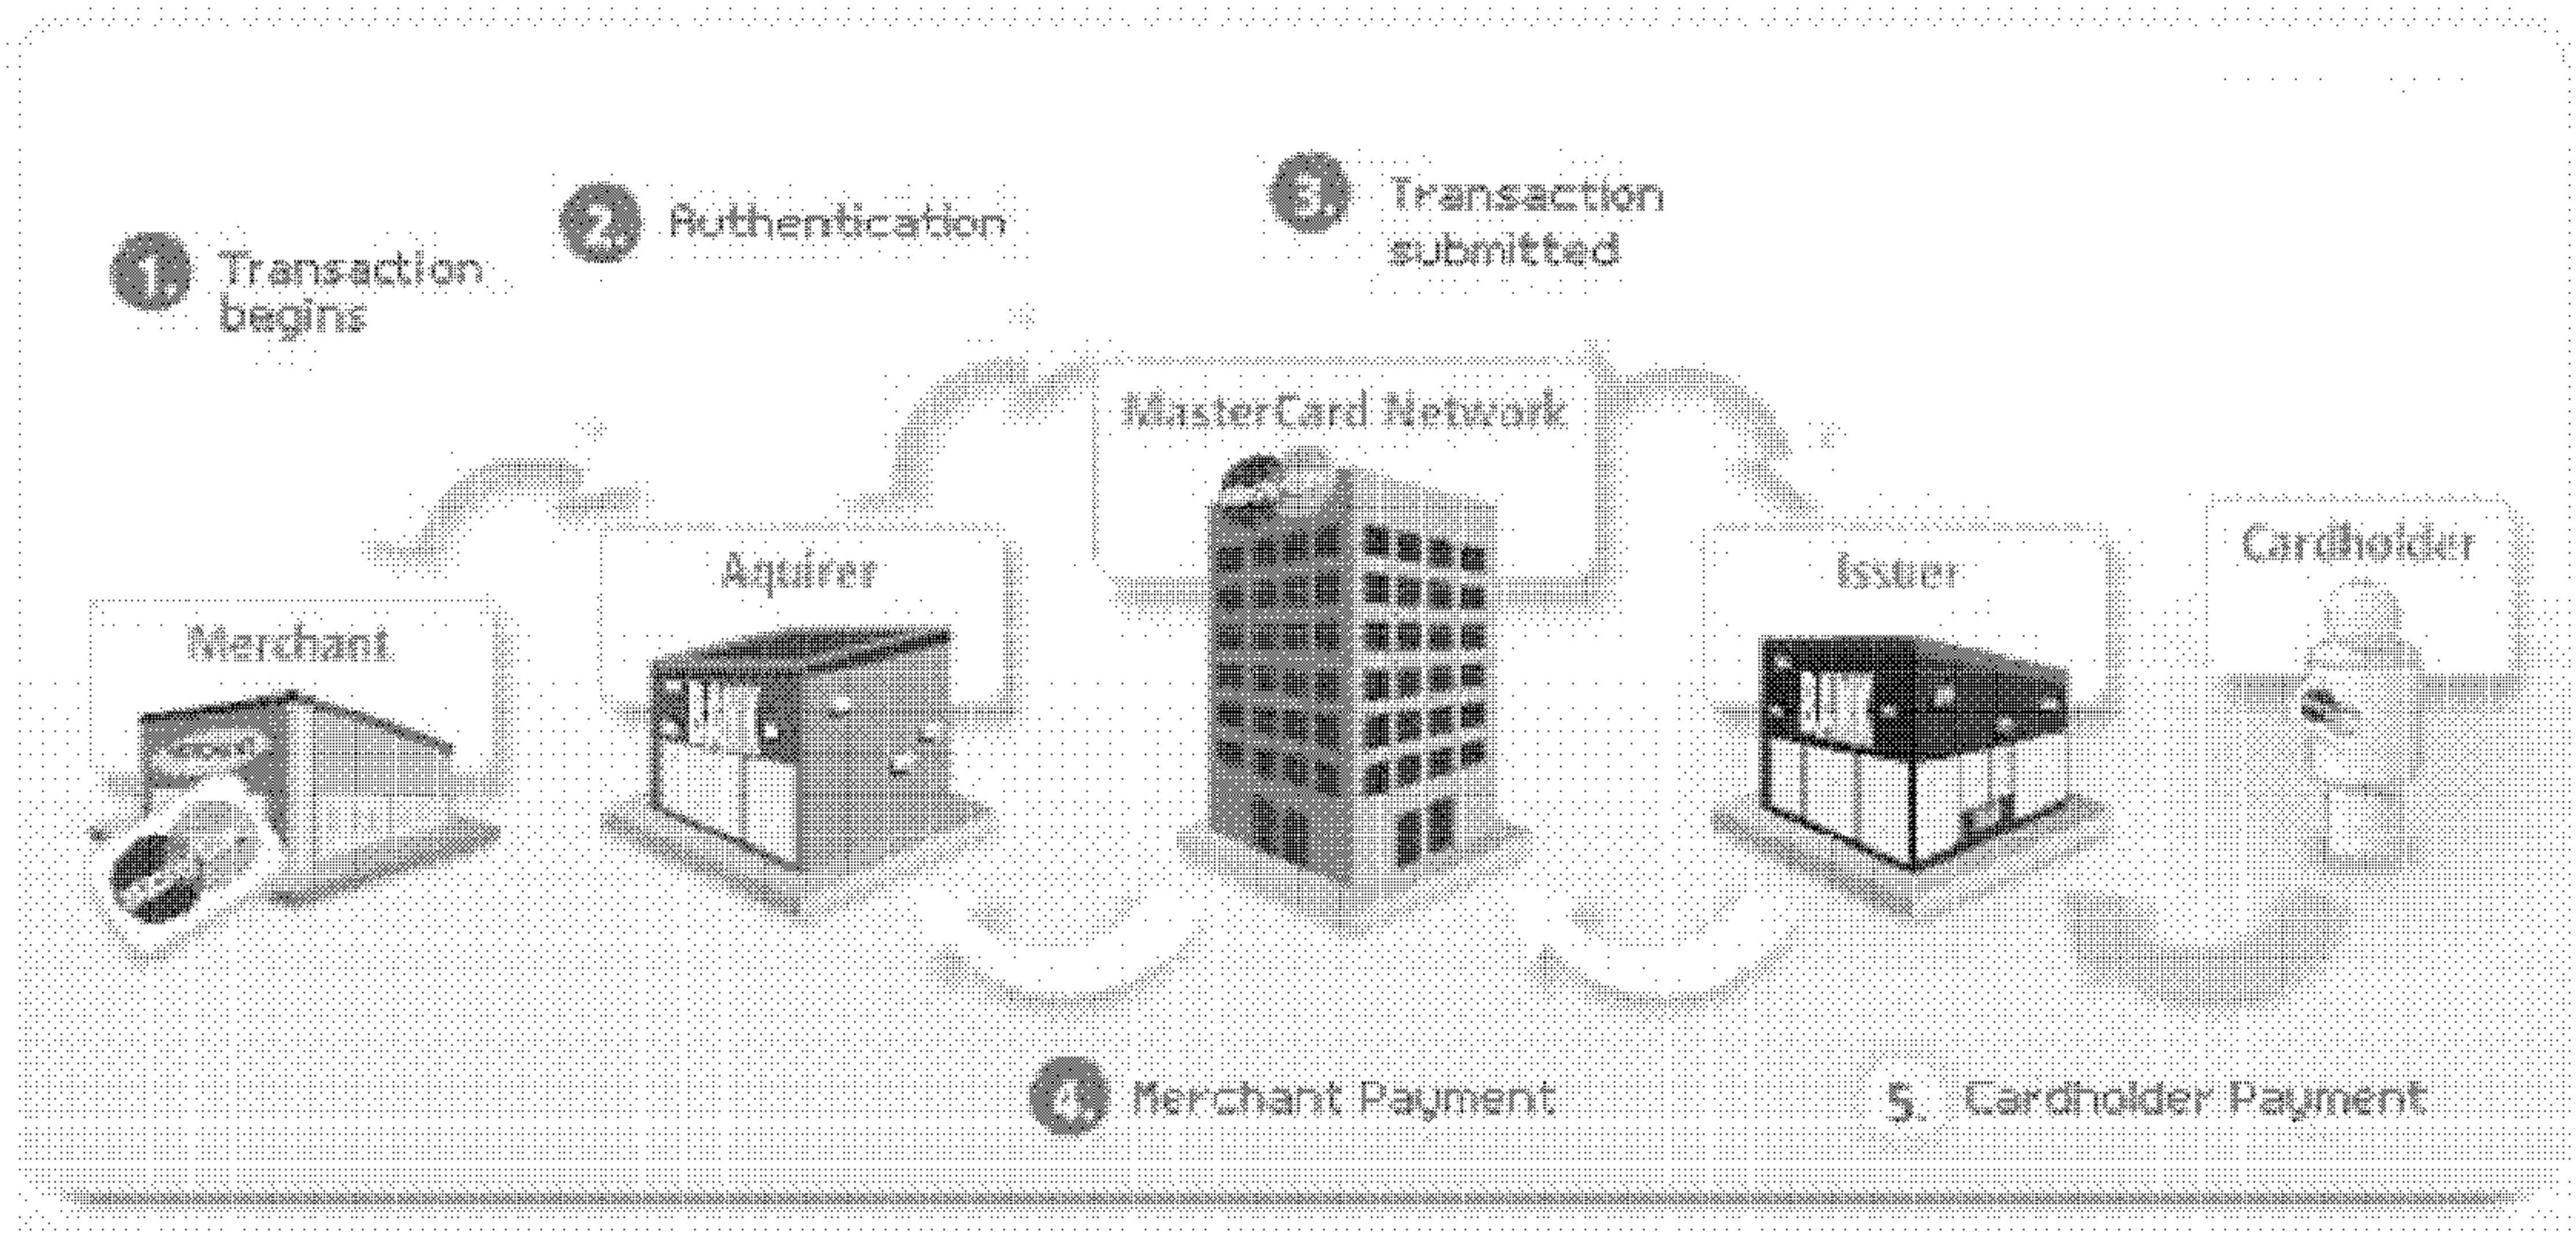 1. Transaction
begins
2. Authentication
3. Transaction
submitted
MasterCard Network
Merchant
Aquirer
Issuer
Cardholder
4. Merchant Payment
5. Cardholder Payment